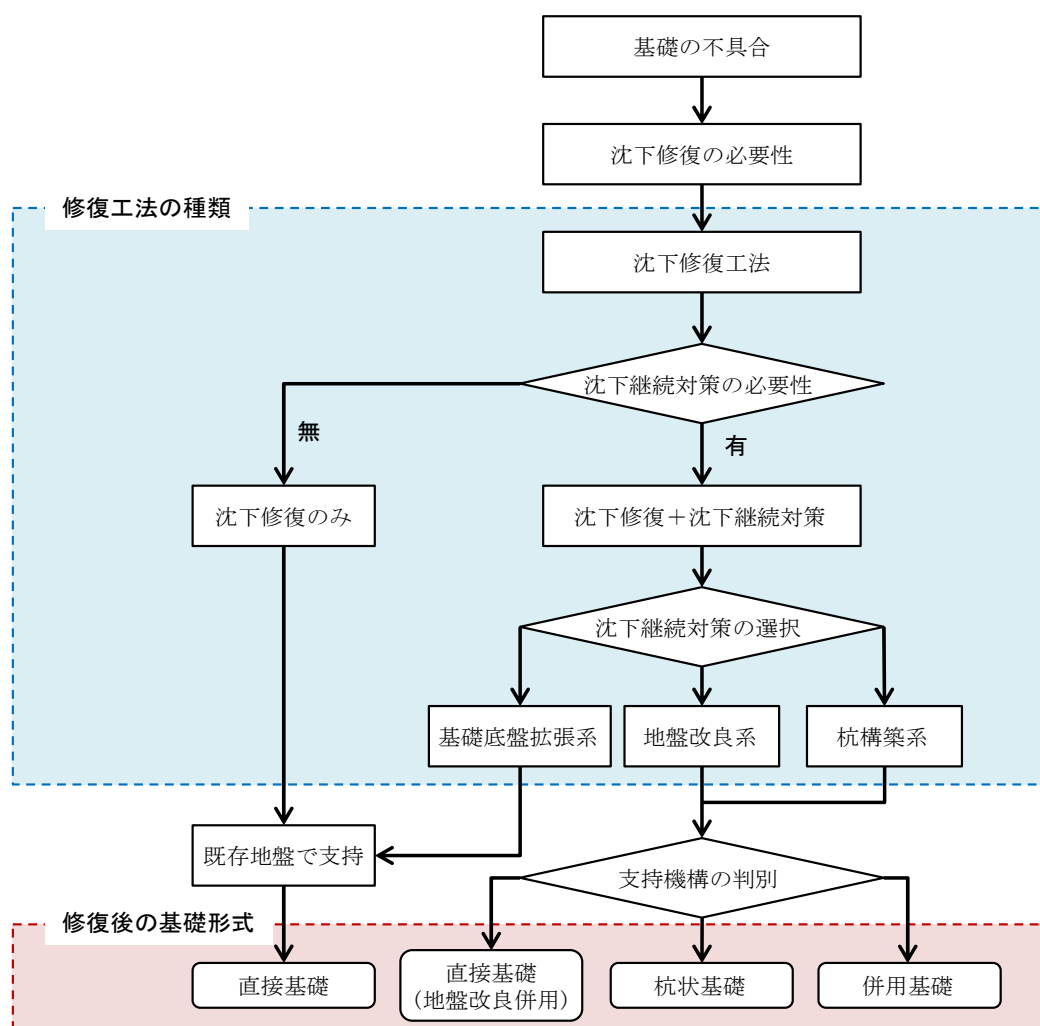 基礎の不具合
沈下修復の必要性
修復工法の種類
沈下修復工法
沈下継続対策の必要性
無
有
沈下修復のみ
沈下修復＋沈下継続対策
沈下継続対策の選択
基礎底盤拡張系
地盤改良系
杭構築系
既存地盤で支持
支持機構の判別
修復後の基礎形式
直接基礎
直接基礎
（地盤改良併用）
杭状基礎
併用基礎